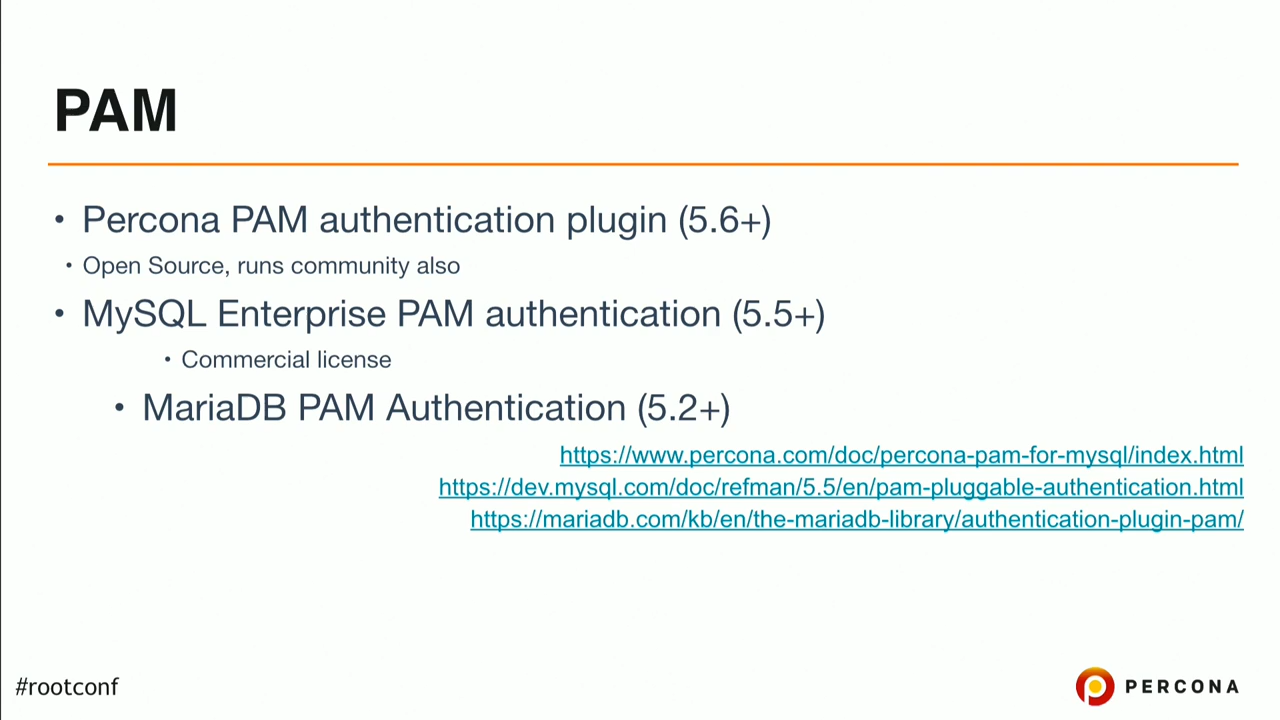 PAM
• Percona PAM authentication plugin (5.6+)
• Open Source, runs community also
• MySQL Enterprise PAM authentication (5.5+)
• Commercial license
• MariaDB PAM Authentication (5.2+)
https://www.percona.com/doc/percona-pam-for-mysql/index.html
https://dev.mysql.com/doc/refman/5.5/en/pam-pluggable-authentication.html
https://mariadb.com/kb/en/the-mariadb-library/authentication-plugin-pam/
#rootconf
PERCONA